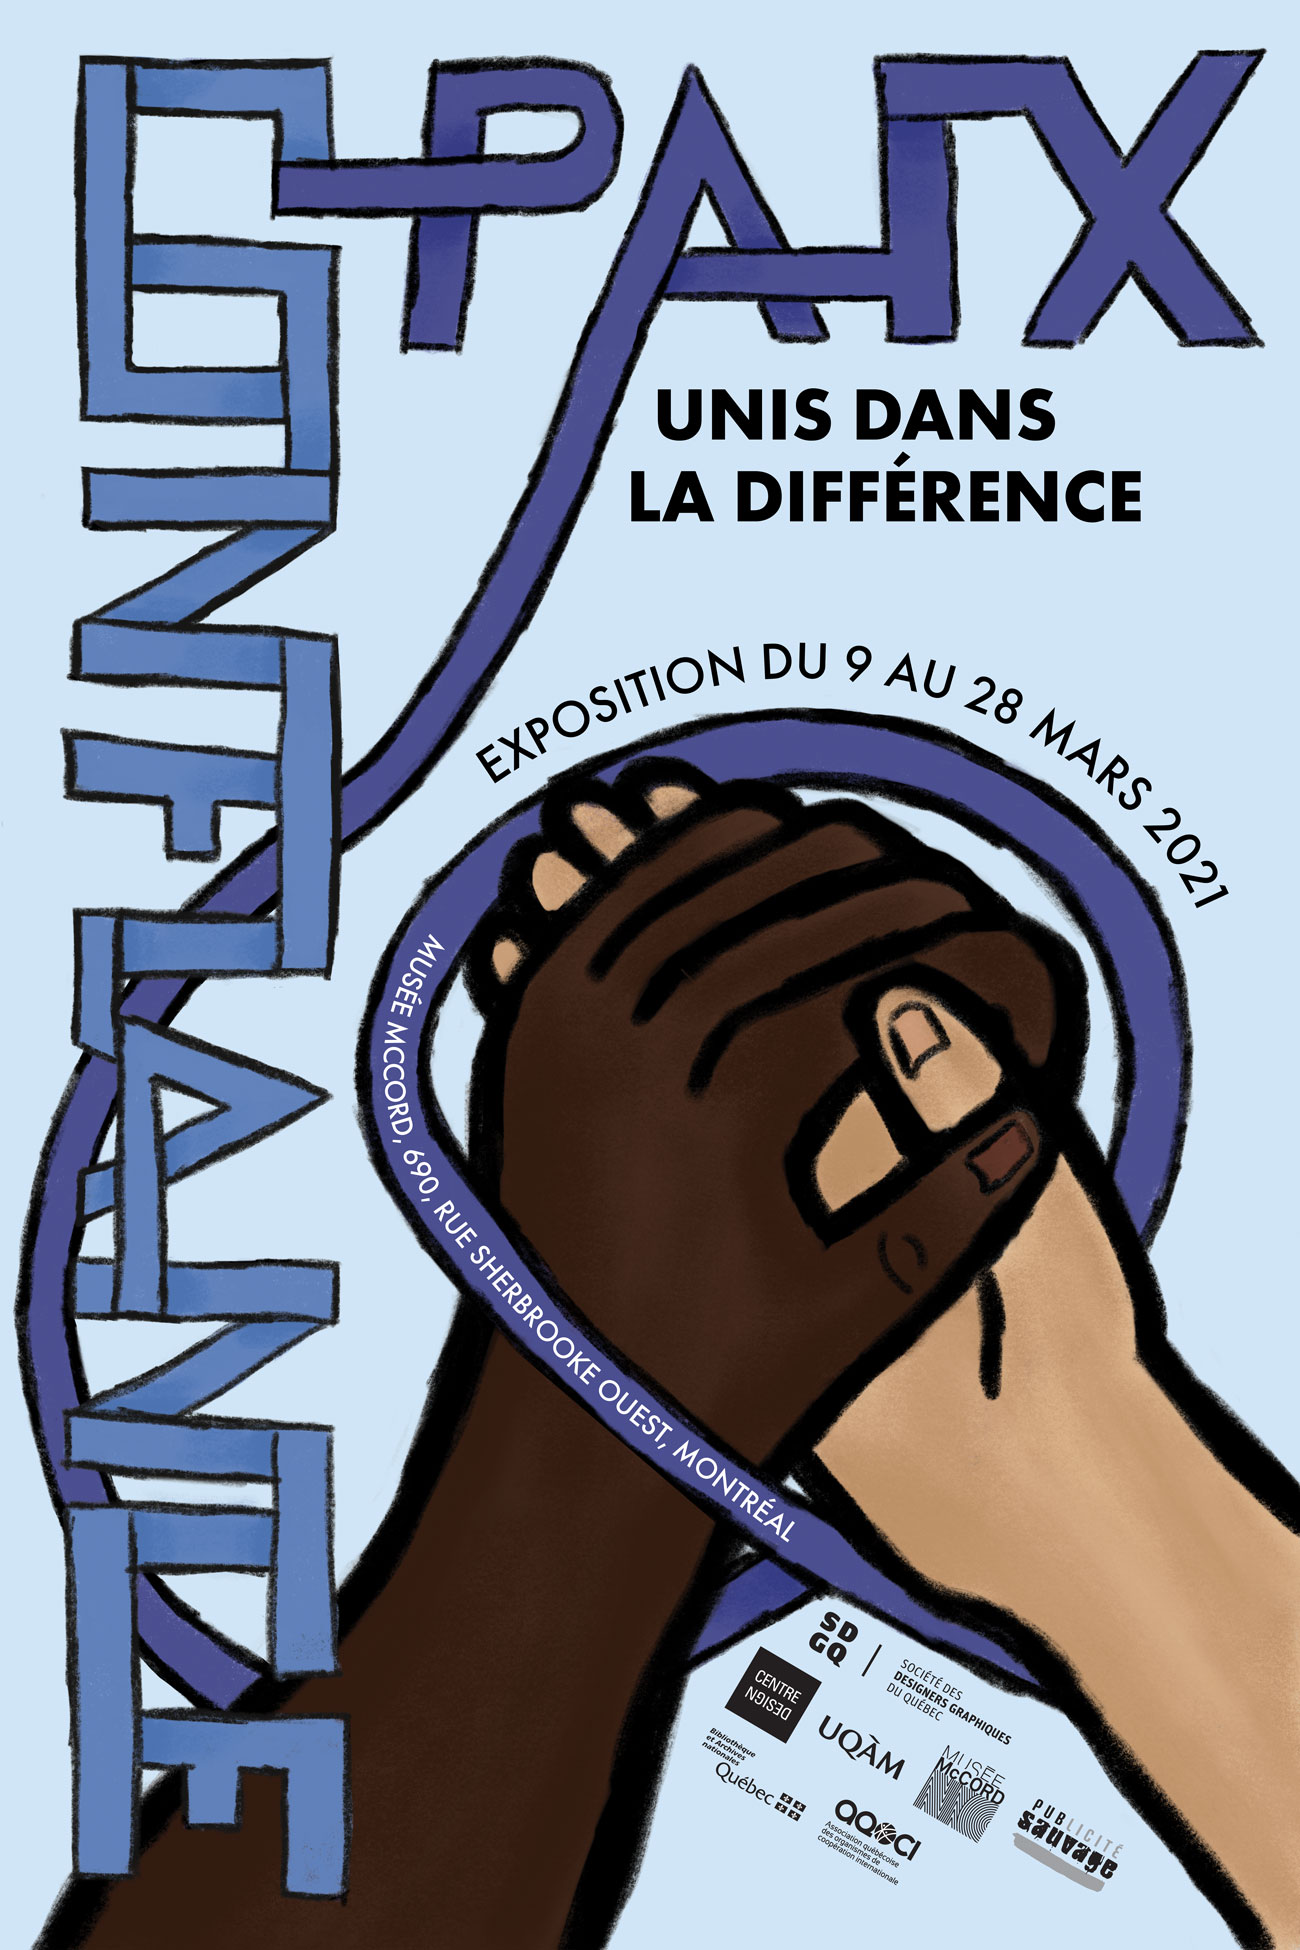 PAIX
CONFIANCE
UNIS DANS
LA DIFFÉRENCE
EXPOSITION DU 9 AU 28 MARS 2021
MUSÉE MCCORD, 690, RUE SHERBROOKE OUEST, MONTRÉAL
SD
GQ
SOCIÉTÉ DES
DESIGNERS GRAPHIQUES
DU QUÉBEC
CENTRE
DESIGN
UQÀM
Bibliothèque
et Archives
nationales
Québec
MUSÉE
McCORD
AQOCI
Association québécoise
des organismes de
coopération internationale
PUBLICITÉ
sauvage